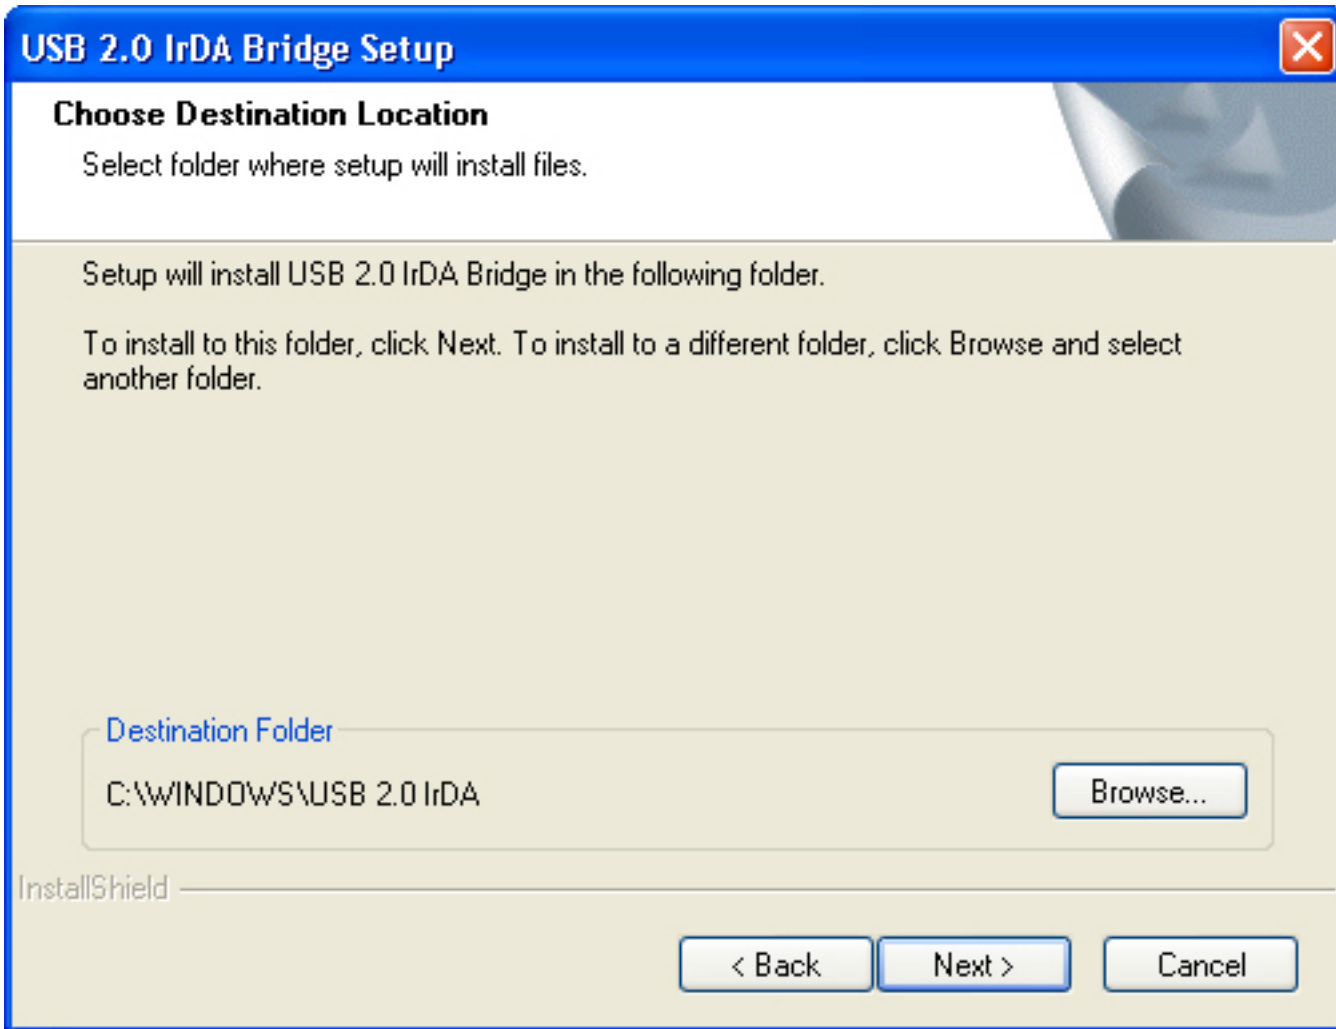 USB 2.0 IrDA Bridge Setup
Choose Destination Location
Select folder where setup will install files.
Setup will install USB 2.0 IrDA Bridge in the following folder.
To install to this folder, click Next. To install to a different folder, click Browse and select
another folder.
Destination Folder
C:\WINDOWS\USB 2.0 IrDA
Browse...
InstallShield
< Back
Next >
Cancel